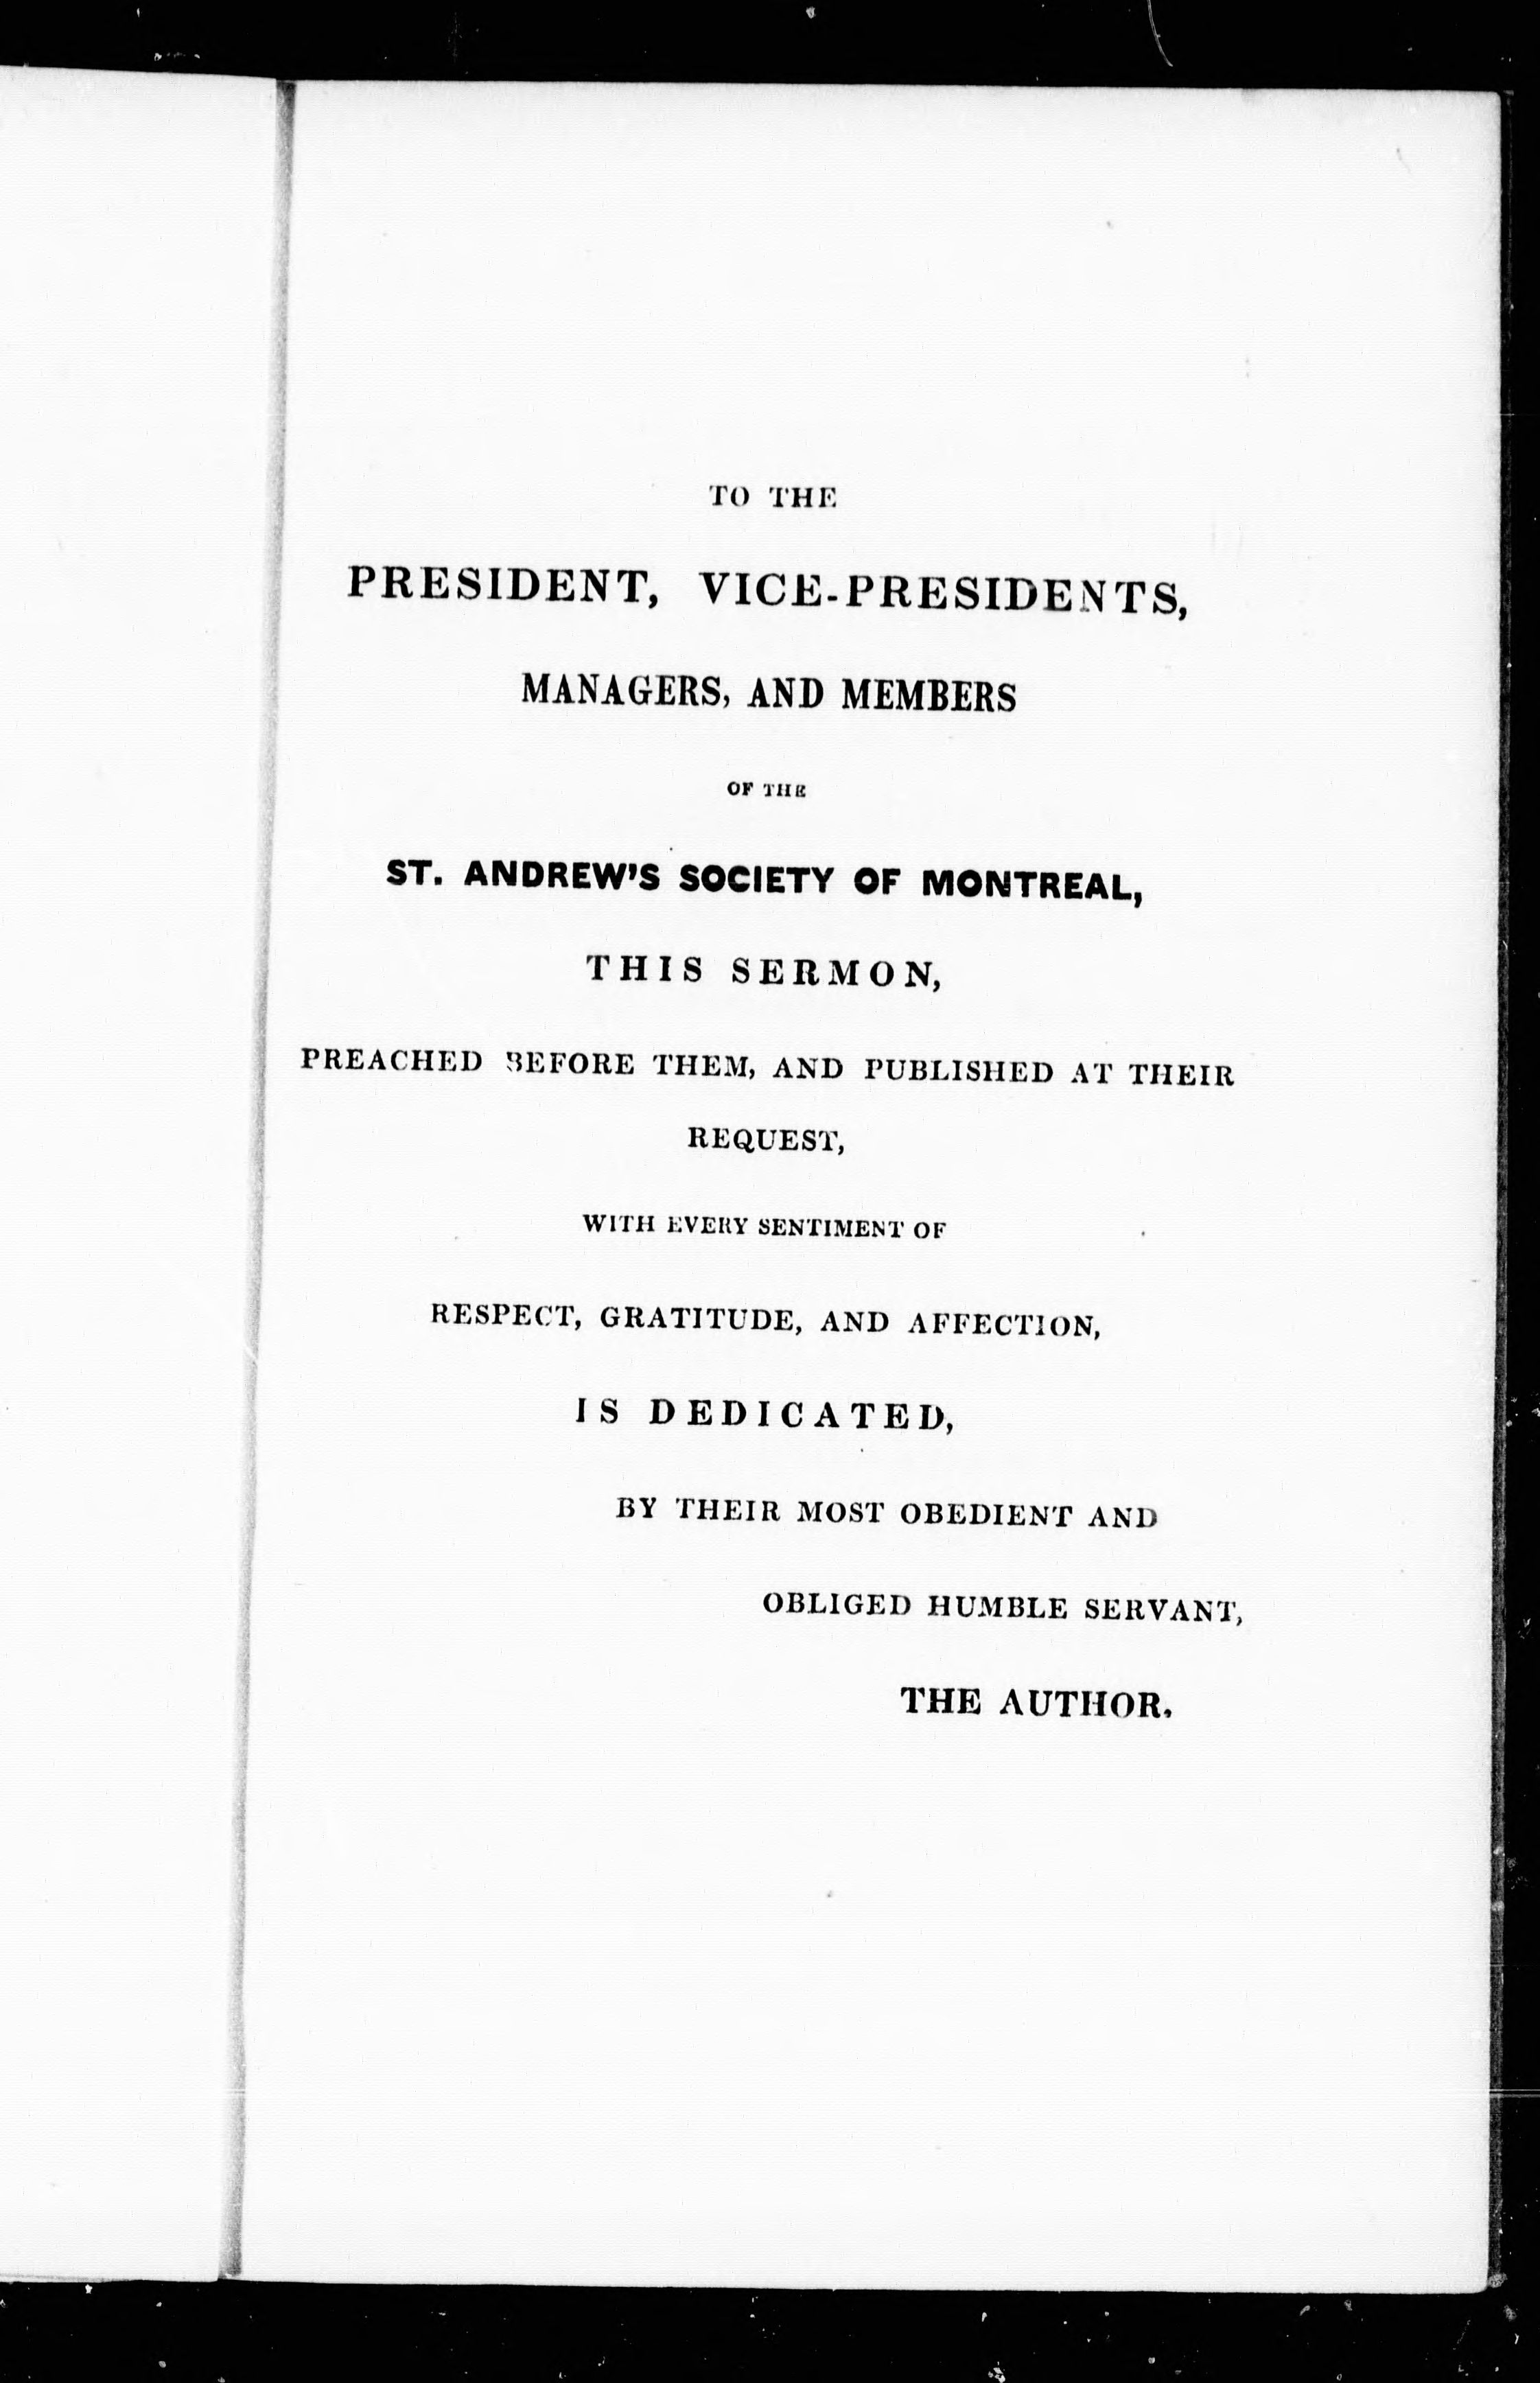 TO THE
PRESIDENT, VICE-PRESIDENTS,
MANAGERS, AND MEMBERS
OF THE
ST. ANDREW'S SOCIETY OF MONTREAL,
THIS SERMON,
PREACHED BEFORE THEM, AND PUBLISHED AT THEIR
REQUEST,
WITH EVERY SENTIMENT OF
RESPECT, GRATITUDE, AND AFFECTION,
IS DEDICATED,
BY THEIR MOST OBEDIENT AND
OBLIGED HUMBLE SERVANT,
THE AUTHOR.